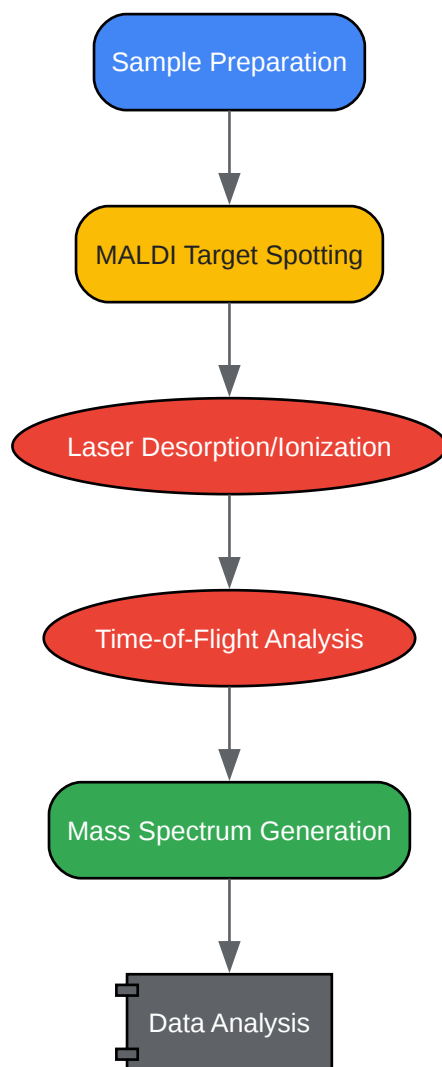 Sample Preparation
MALDI Target Spotting
Laser Desorption/Ionization
Time-of-Flight Analysis
Mass Spectrum Generation
Data Analysis